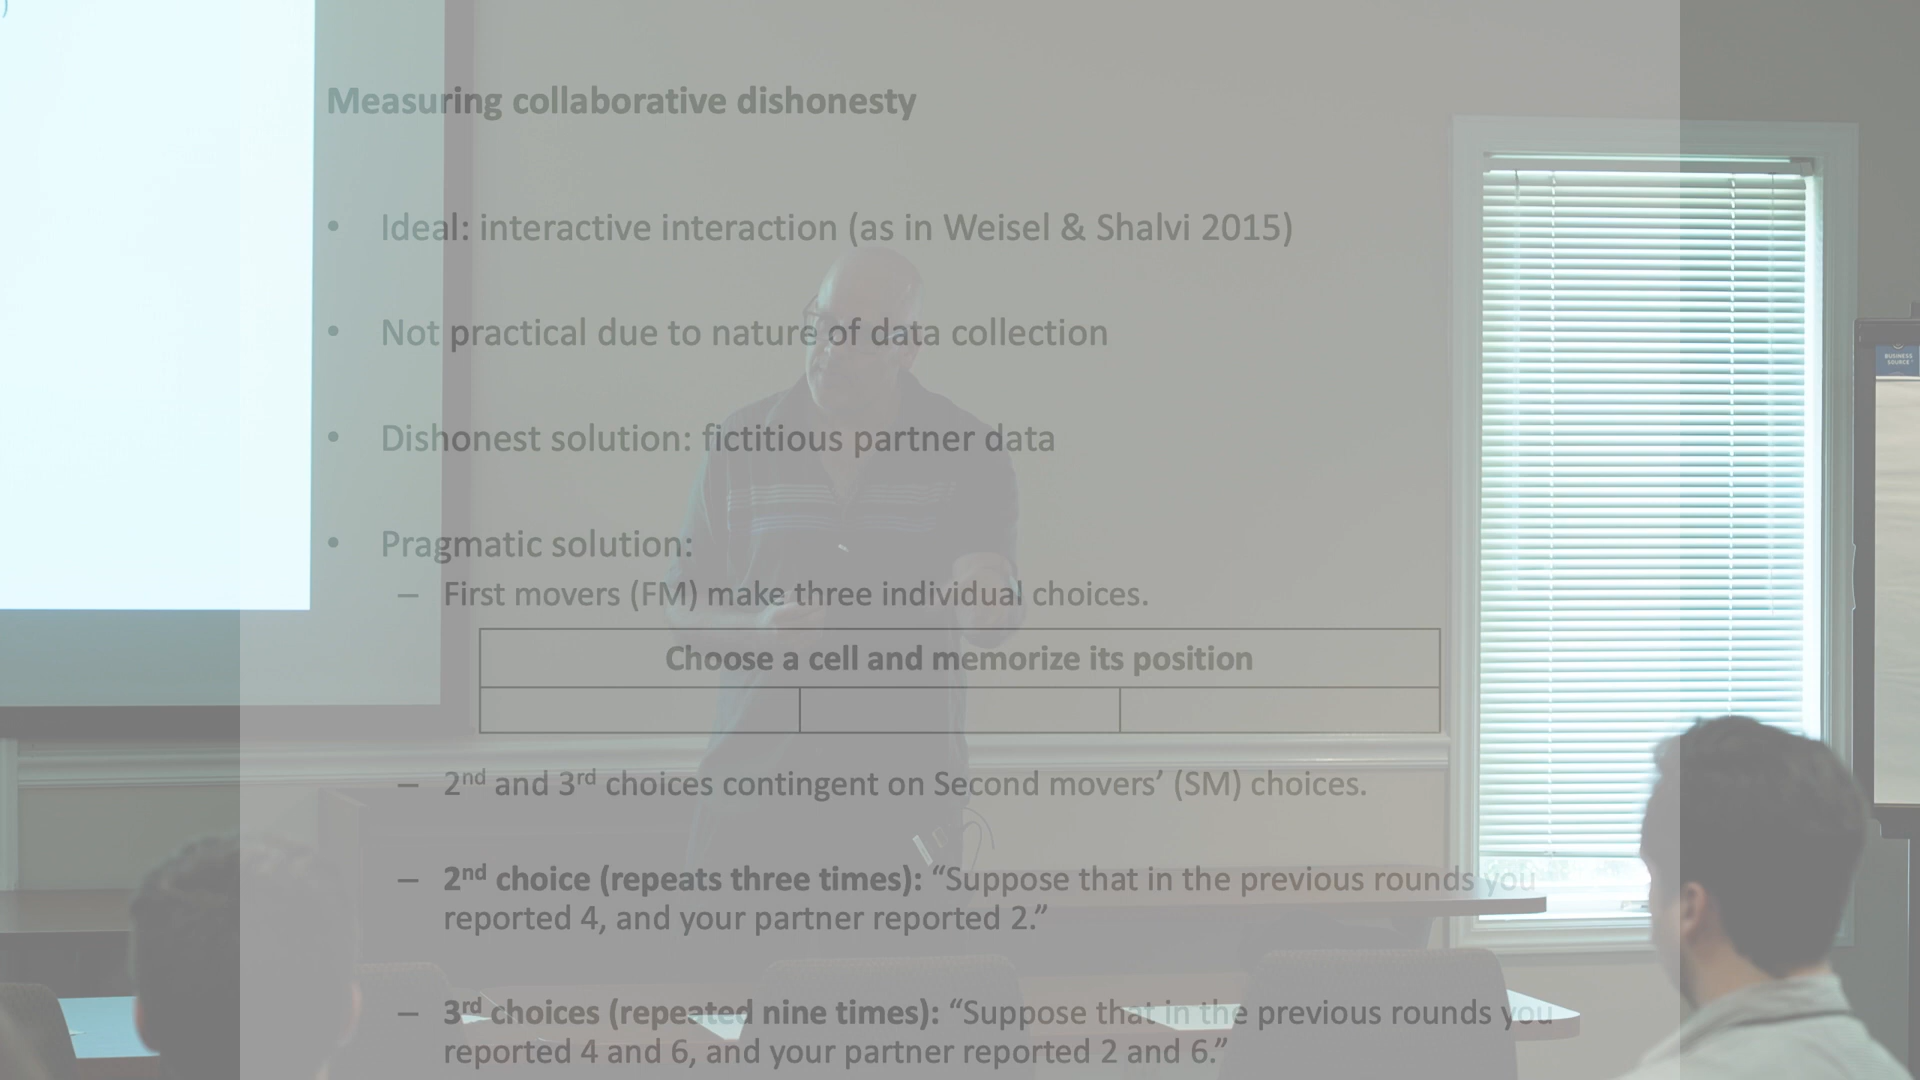 )
Measuring collaborative dishonesty
• Ideal: interactive interaction (as in Weisel & Shalvi 2015)
• Not practical due to nature of data collection
• Dishonest solution: fictitious partner data
• Pragmatic solution:
– First movers (FM) make three individual choices.
Choose a cell and memorize its position
– 2nd and 3rd choices contingent on Second movers’ (SM) choices.
– 2nd choice (repeats three times): “Suppose that in the previous rounds you
reported 4, and your partner reported 2.”
– 3rd choices (repeated nine times): “Suppose that in the previous rounds you
reported 4 and 6, and your partner reported 2 and 6.”
BUSINESS
SOURCE